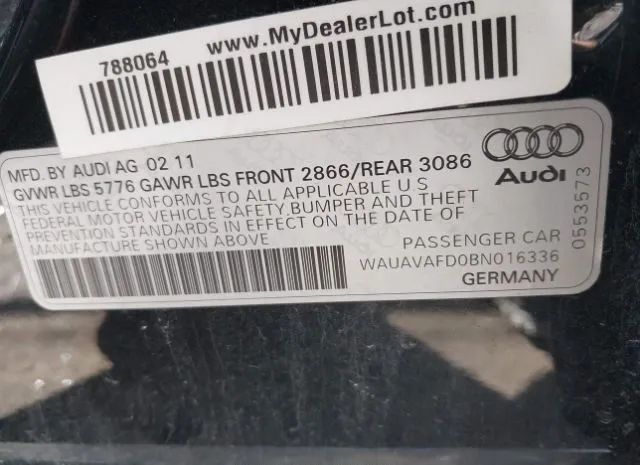 www.MyDealerLot.com
788064
MFD. BY AUDI AG 02 11
GVWR LBS 5776 GAWR LBS FRONT 2866/REAR 3086
THIS VEHICLE CONFORMS TO ALL APPLICABLE U.S
FEDERAL MOTOR VEHICLE SAFETY,BUMPER AND THEFT
PREVENTION STANDARDS IN EFFECT ON THE DATE OF
MANUFACTURE SHOWN ABOVE
Audi
PASSENGER CAR
WAUAVAFD0BN016336
GERMANY
0553573